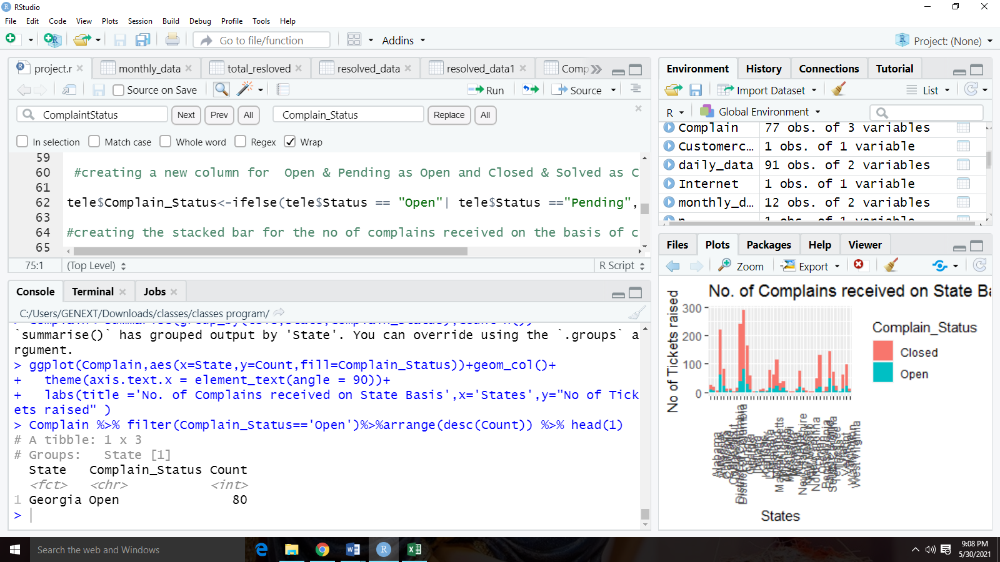 RStudio
File Edit Code View Plots Session Build Debug Profile Tools Help
Go to file/function Addins Project: (None)
project.r monthly_data total_resloved resolved_data resolved_data1 Comp
Source on Save Run Source
ComplaintStatus Next Prev All Complain_Status Replace All
In selection Match case Whole word Regex Wrap
59
60 #creating a new column for Open & Pending as Open and Closed & Solved as C
61
62 tele$Complain_Status<-ifelse(tele$Status == "Open"| tele$Status =="Pending",
63
64 #creating the stacked bar for the no of complains received on the basis of c
65
75:1 (Top Level) R Script
Console Terminal Jobs
C:/Users/GENEXT/Downloads/classes/classes program/
`summarise()` has grouped output by 'State'. You can override using the `.groups` a
rgument.
> ggplot(Complain,aes(x=State,y=Count,fill=Complain_Status))+geom_col()+
+ theme(axis.text.x = element_text(angle = 90))+
+ labs(title ='No. of Complains received on State Basis',x='States',y="No of Tick
ets raised" )
> Complain %>% filter(Complain_Status=='Open')%>%arrange(desc(Count)) %>% head(1)
# A tibble: 1 x 3
# Groups: State [1]
State Complain_Status Count
<fct> <chr> <int>
1 Georgia Open 80
>
Environment History Connections Tutorial
Import Dataset List
R Global Environment
Complain 77 obs. of 3 variables
Customerc... 1 obs. of 1 variable
daily_data 91 obs. of 2 variables
Internet 1 obs. of 1 variable
monthly_d... 12 obs. of 2 variables
Files Plots Packages Help Viewer
Zoom Export
No. of Complains received on State Ba
No of Tickets raised
300
200
100
0
Complain_Status
Closed
Open
Alabama
West Virginia
States
Search the web and Windows
9:08 PM
5/30/2021